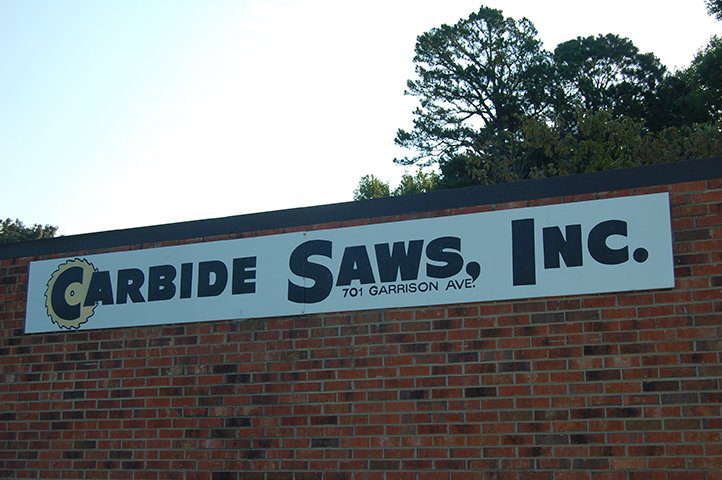 CARBIDE SAWS, INC.
701 GARRISON AVE.